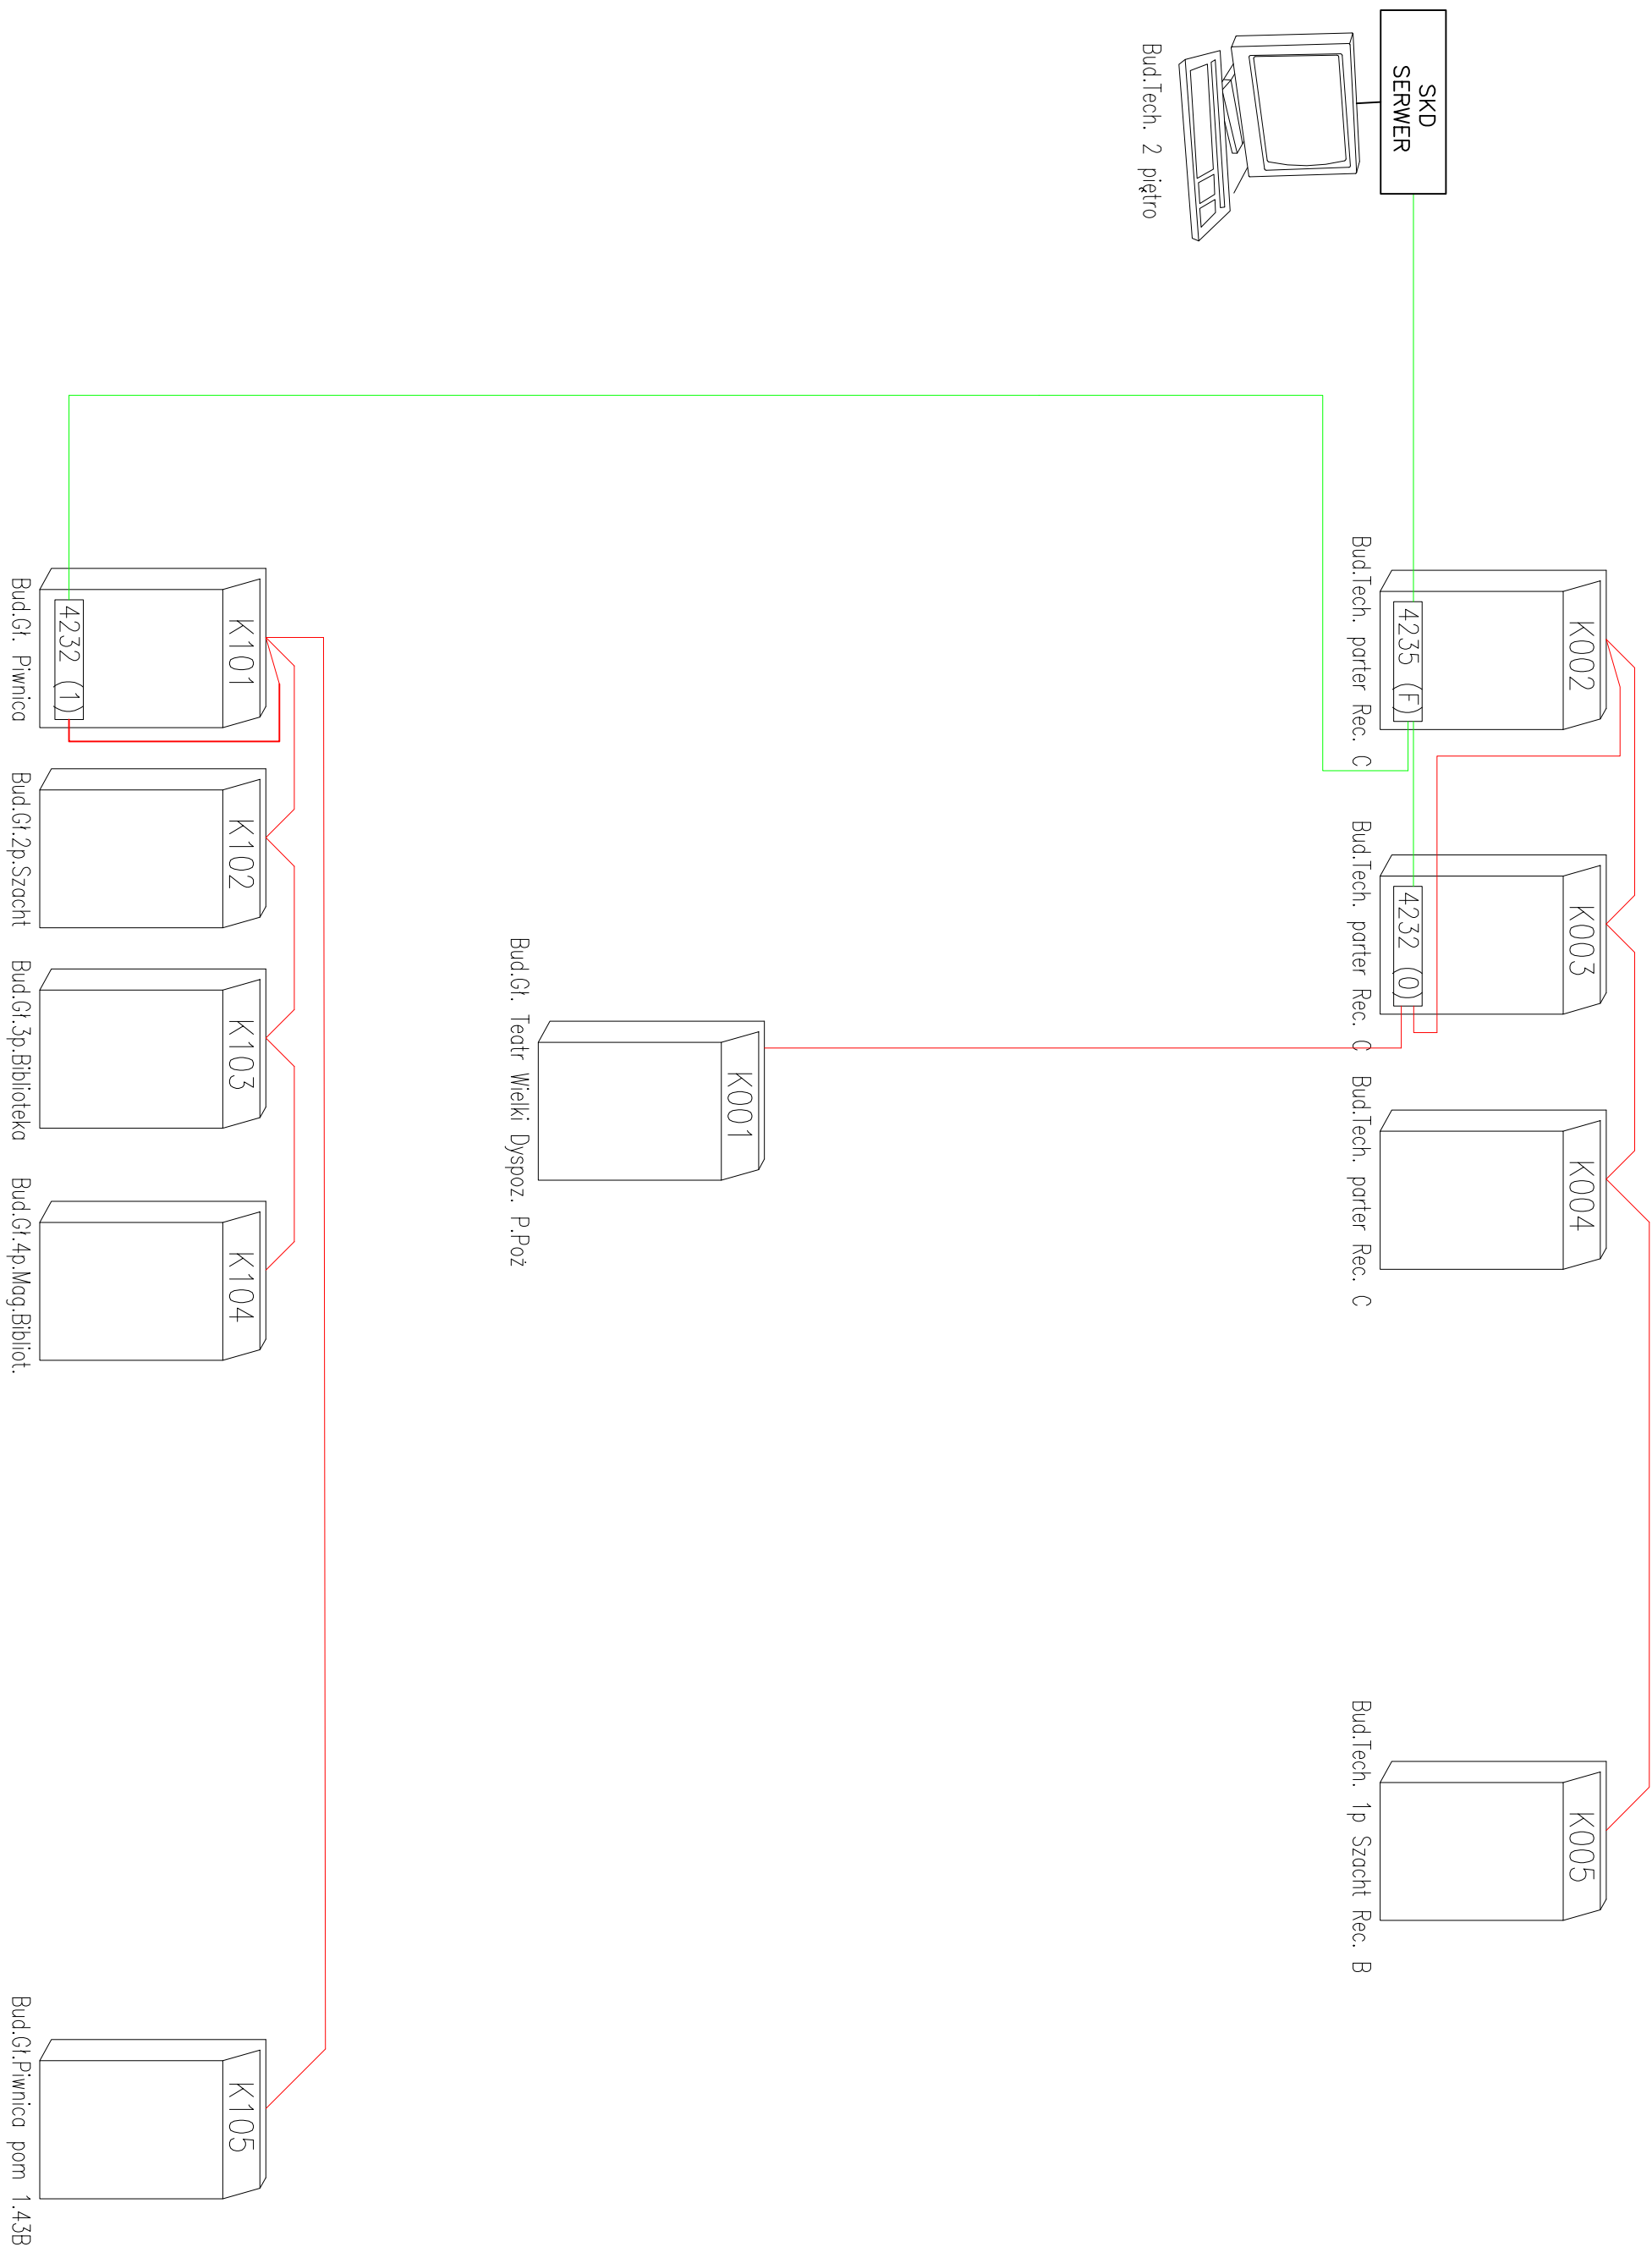 SKD
SERWER
Bud.Tech. 2 piętro
K002
4235 (F)
Bud.Tech. parter Rec. C
K003
4232 (0)
Bud.Tech. parter Rec. C
K004
Bud.Tech. parter Rec. C
K005
Bud.Tech. 1p Szacht Rec. B
K001
Bud.Gł. Teatr Wielki Dyspoz. P.Poż
K101
4232 (1)
Bud.Gł. Piwnica
K102
Bud.Gł.2p.Szacht
K103
Bud.Gł.3p.Biblioteka
K104
Bud.Gł.4p.Mag.Bibliot.
K105
Bud.Gł.Piwnica pom 1.43B